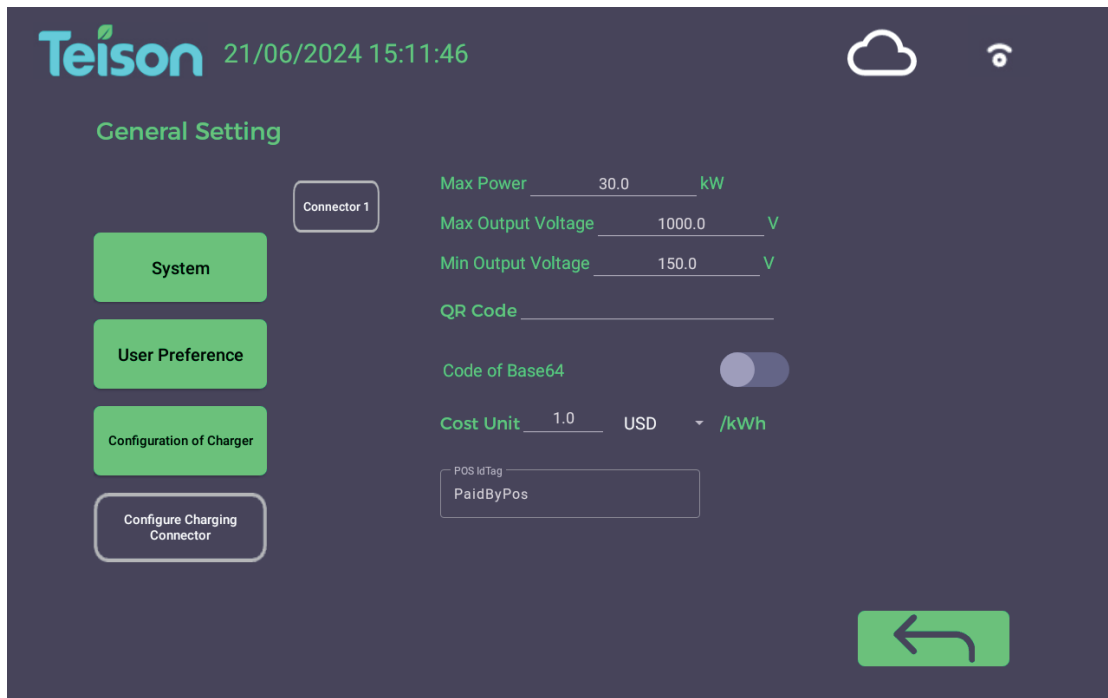 Teison 21/06/2024 15:11:46
General Setting
Connector 1
System
User Preference
Configuration of Charger
Configure Charging
Connector
Max Power 30.0 kW
Max Output Voltage 1000.0 V
Min Output Voltage 150.0 V
QR Code
Code of Base64
Cost Unit 1.0 USD /kWh
POS IdTag
PaidByPos